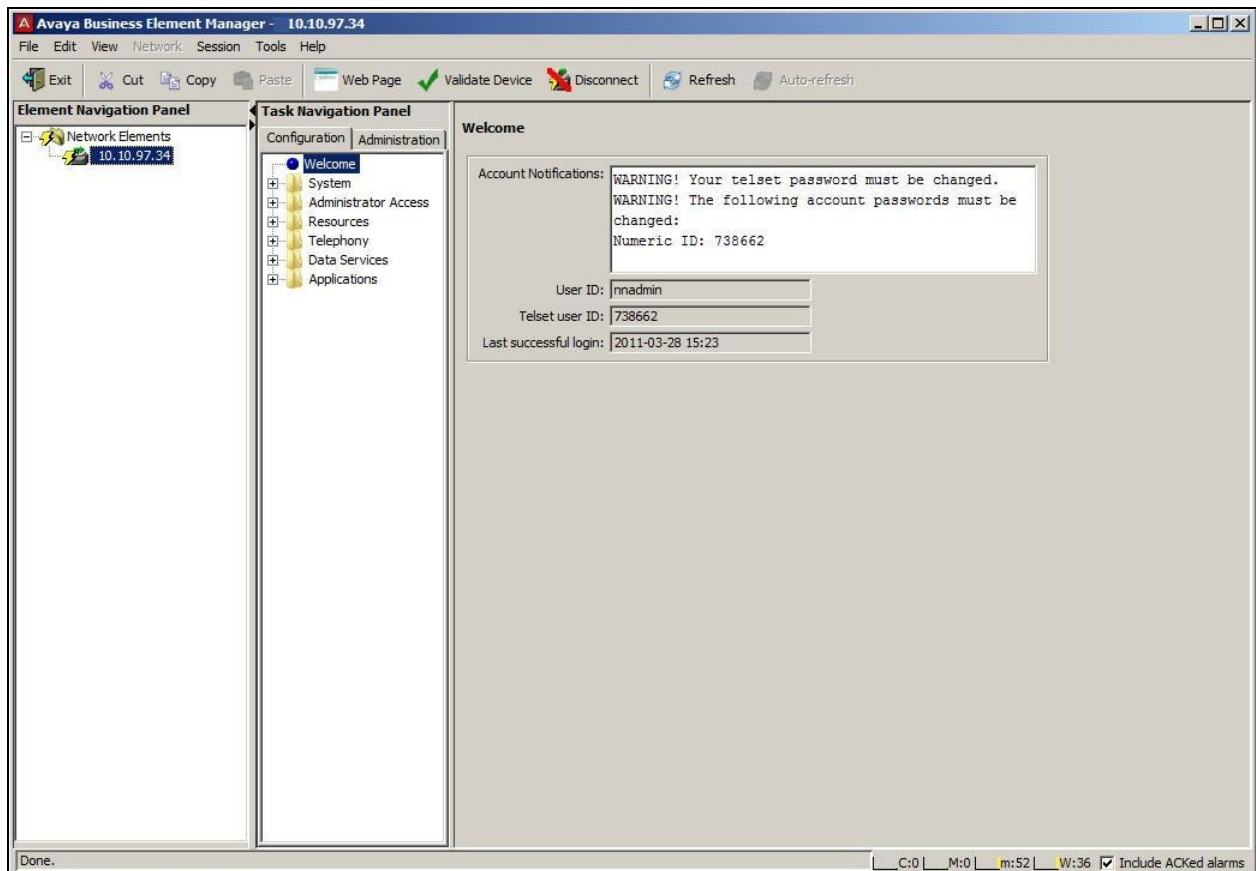 Avaya Business Element Manager - 10.10.97.34
File Edit View Network Session Tools Help
Exit Cut Copy Paste Web Page Validate Device Disconnect Refresh Auto-refresh
Element Navigation Panel
Network Elements
10.10.97.34
Task Navigation Panel
Configuration Administration
Welcome
System
Administrator Access
Resources
Telephony
Data Services
Applications
Welcome
Account Notifications:
WARNING! Your telset password must be changed.
WARNING! The following account passwords must be
changed:
Numeric ID: 738662
User ID: nnadmin
Telset user ID: 738662
Last successful login: 2011-03-28 15:23
Done.
C:0 M:0 m:52 W:36 Include ACKed alarms